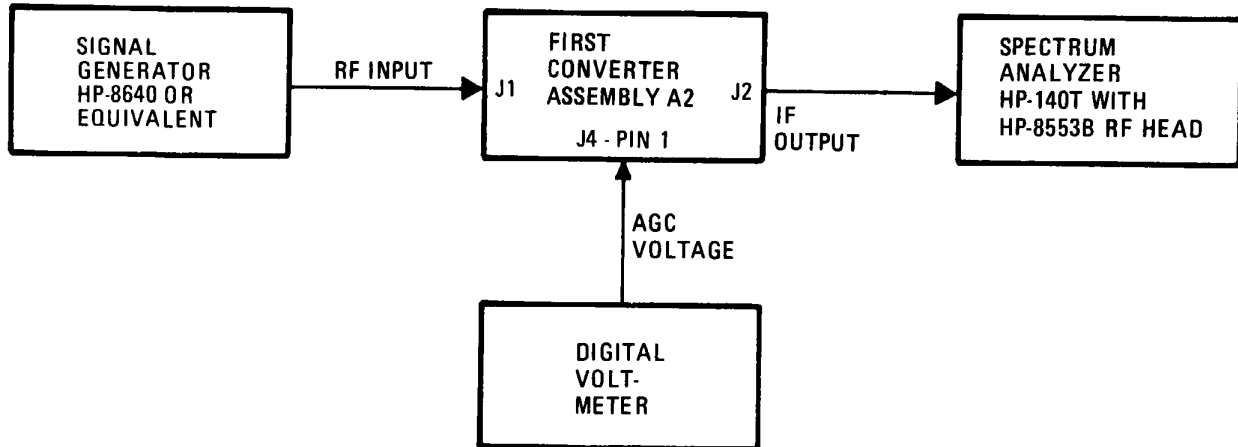 SIGNAL
GENERATOR
HP-8640 OR
EQUIVALENT
RF INPUT
J1
FIRST
CONVERTER
ASSEMBLY A2
J2
J4 - PIN 1
IF
OUTPUT
SPECTRUM
ANALYZER
HP-140T WITH
HP-8553B RF HEAD
AGC
VOLTAGE
DIGITAL
VOLT-
METER